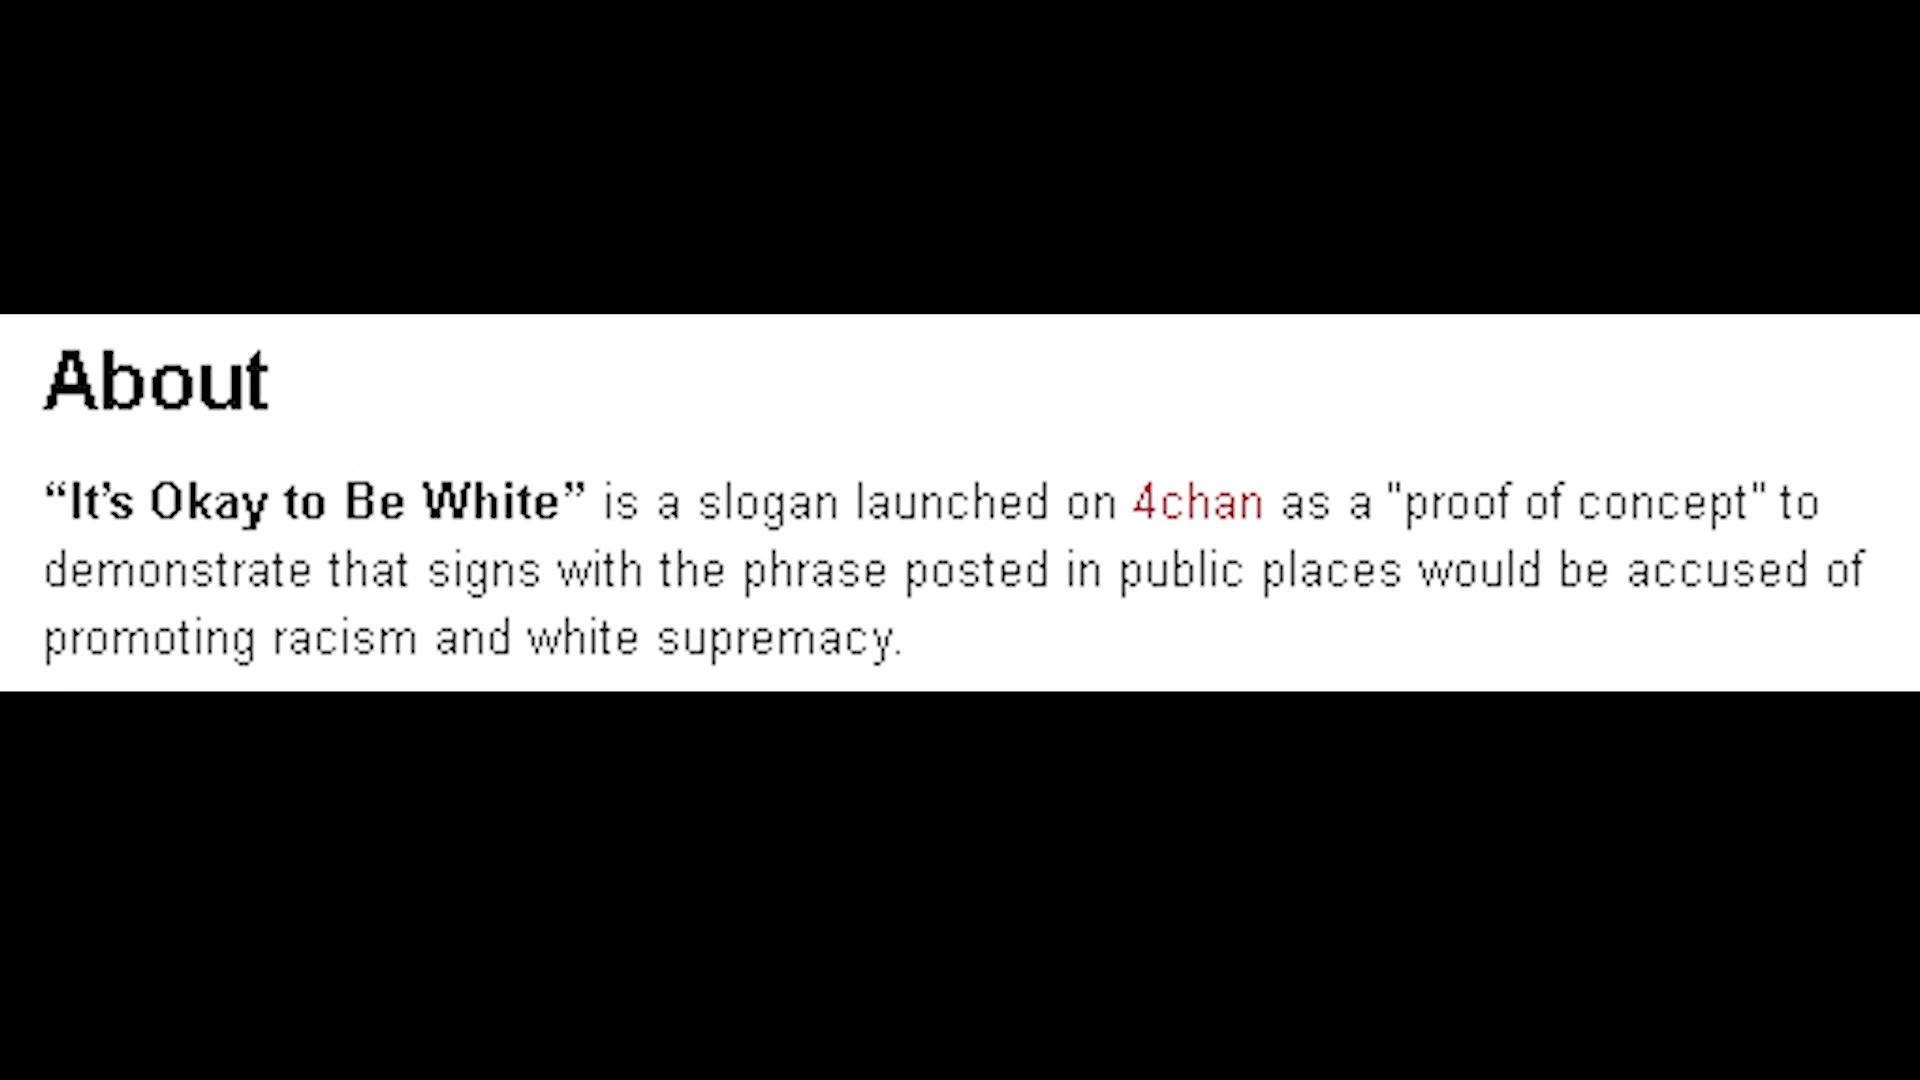 About
“It’s Okay to Be White” is a slogan launched on 4chan as a "proof of concept" to
demonstrate that signs with the phrase posted in public places would be accused of
promoting racism and white supremacy.